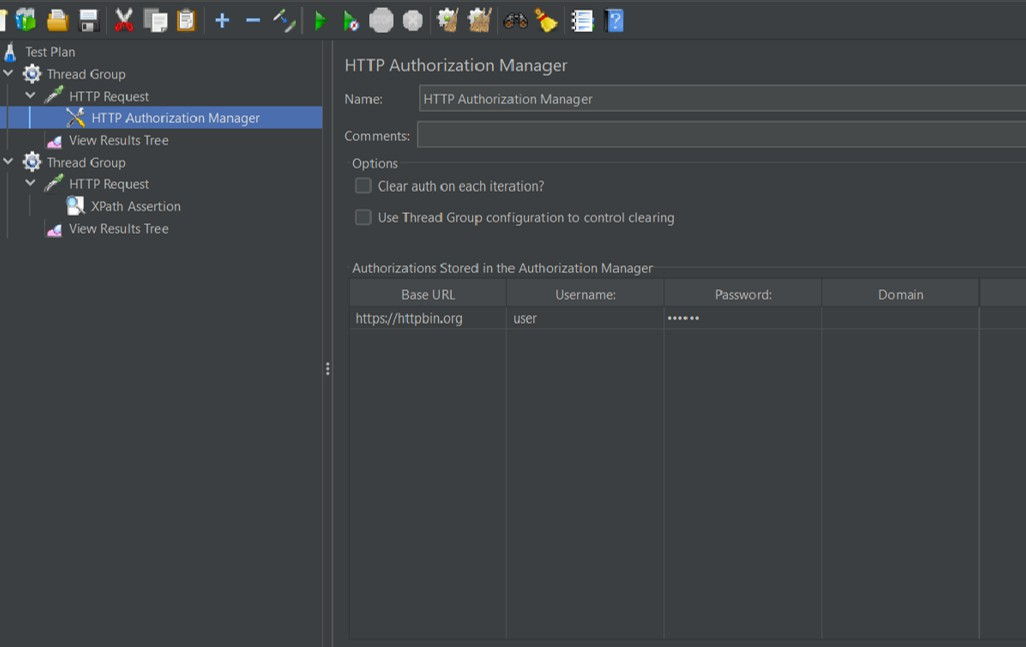 Test Plan
Thread Group
HTTP Request
HTTP Authorization Manager
View Results Tree
Thread Group
HTTP Request
XPath Assertion
View Results Tree
HTTP Authorization Manager
Name: HTTP Authorization Manager
Comments:
Options
Clear auth on each iteration?
Use Thread Group configuration to control clearing
Authorizations Stored in the Authorization Manager
Base URL Username: Password: Domain
https://httpbin.org user ••••••